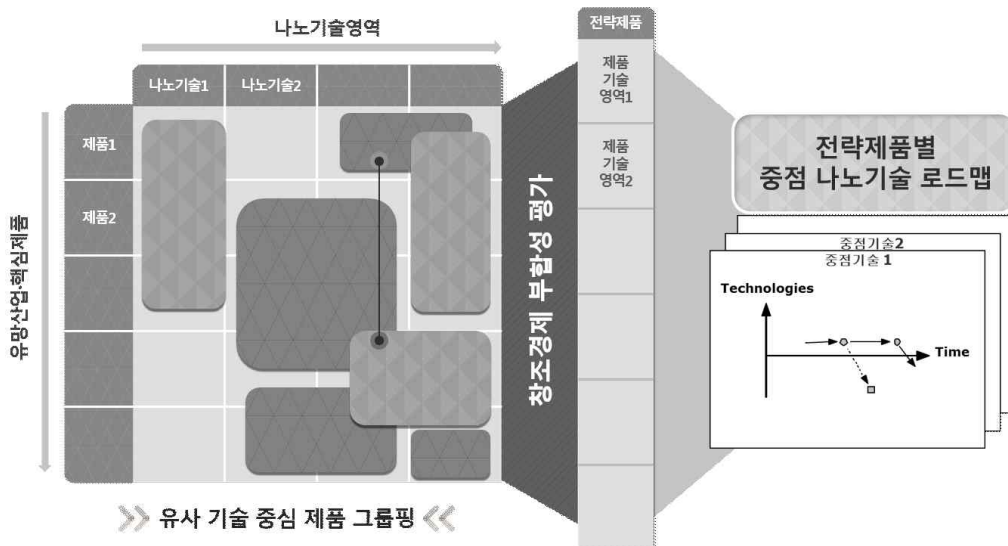 나노기술영역
나노기술1
나노기술2
유망산업·핵심제품
제품1
제품2
유사 기술 중심 제품 그룹핑
창조경제 부합성 평가
전략제품
제품
기술
영역1
제품
기술
영역2
전략제품별
중점 나노기술 로드맵
중점기술2
중점기술 1
Technologies
Time